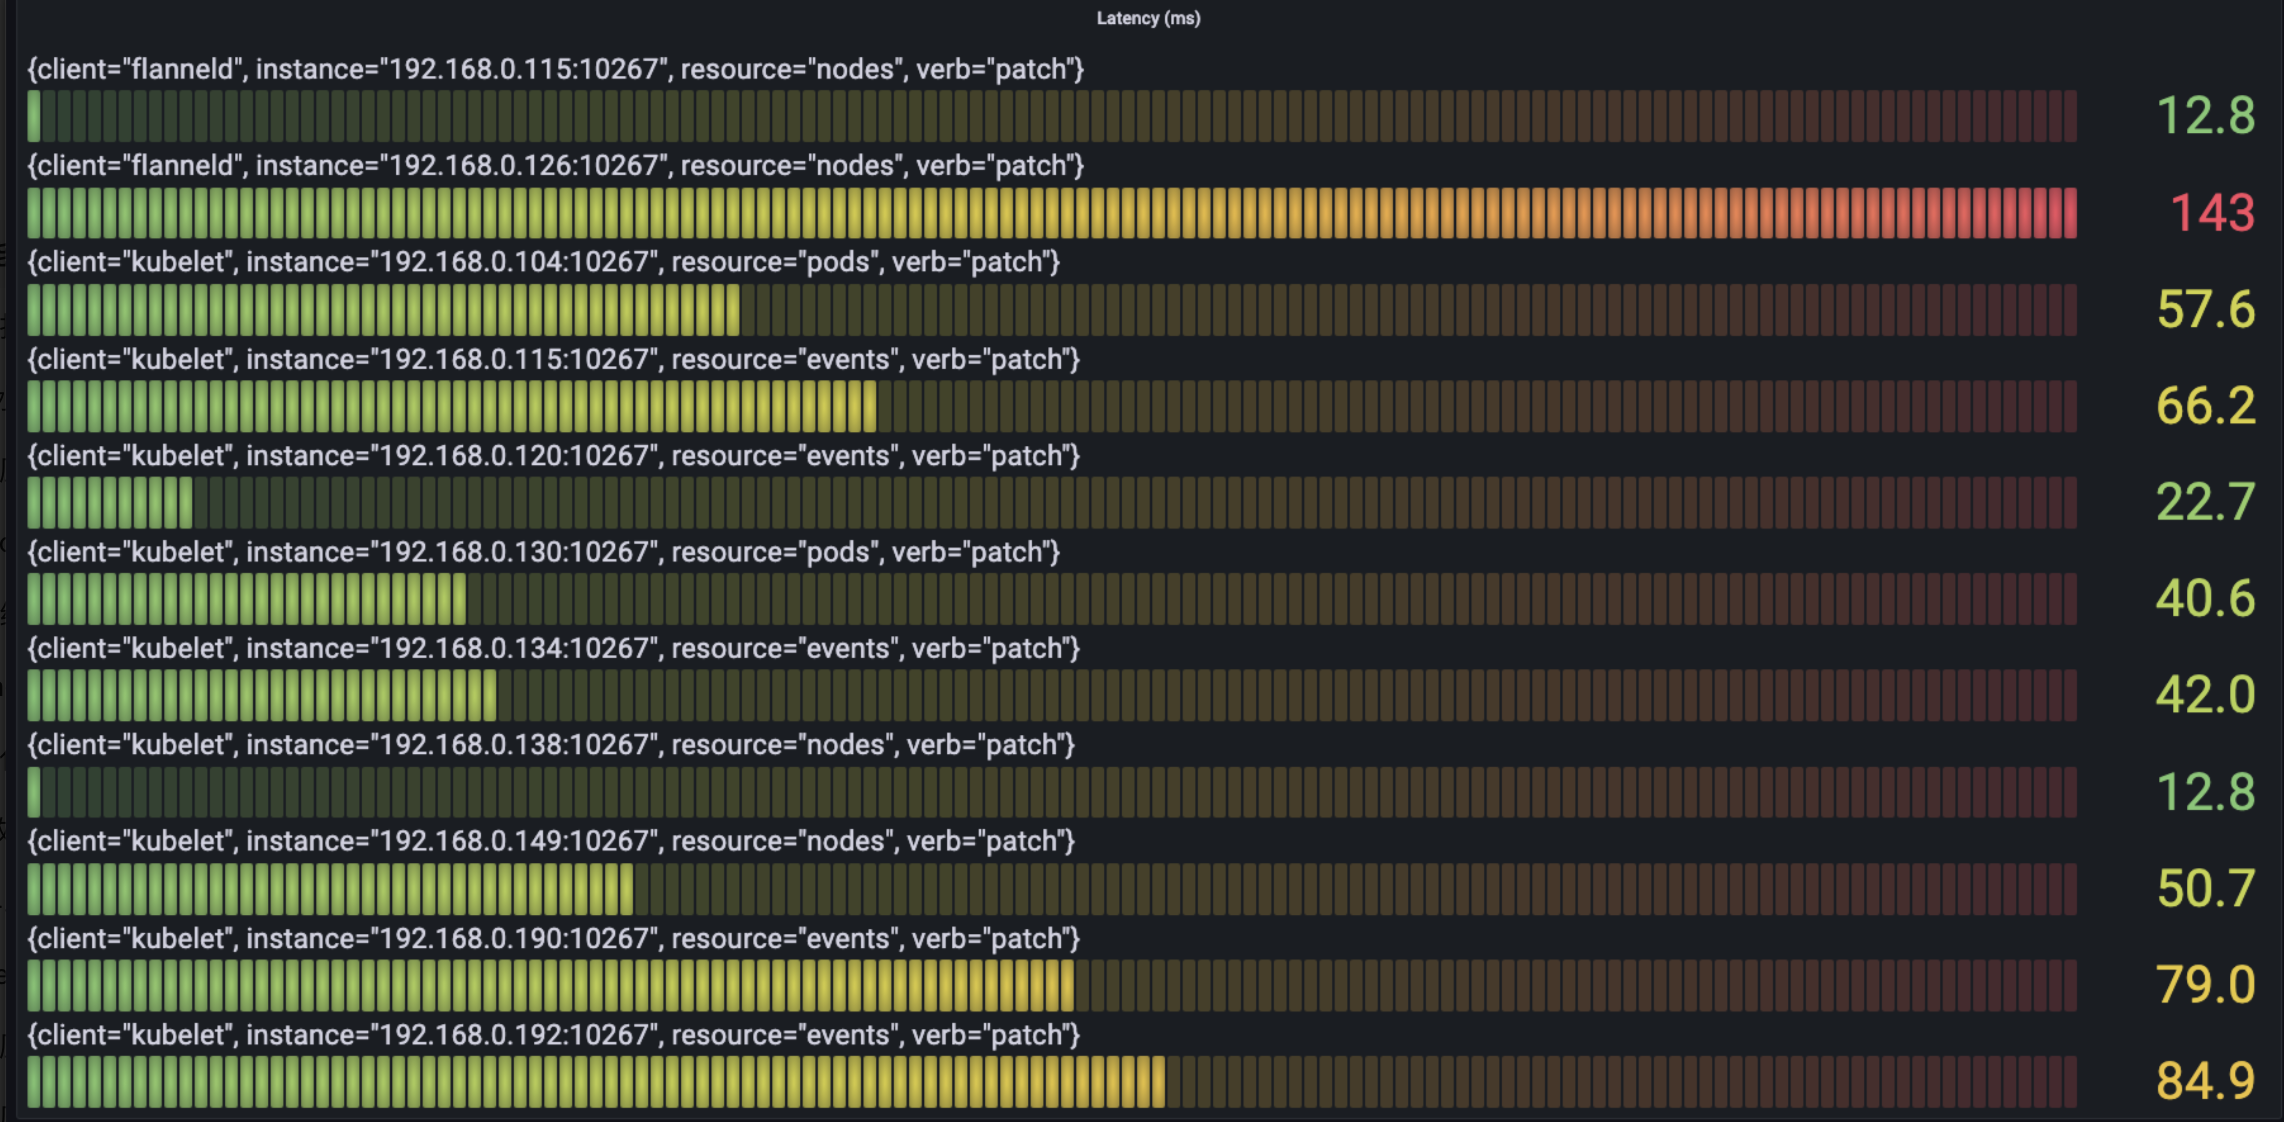 Latency (ms)
{client="flanneld", instance="192.168.0.115:10267", resource="nodes", verb="patch"}
12.8
{client="flanneld", instance="192.168.0.126:10267", resource="nodes", verb="patch"}
143
{client="kubelet", instance="192.168.0.104:10267", resource="pods", verb="patch"}
57.6
{client="kubelet", instance="192.168.0.115:10267", resource="events", verb="patch"}
66.2
{client="kubelet", instance="192.168.0.120:10267", resource="events", verb="patch"}
22.7
{client="kubelet", instance="192.168.0.130:10267", resource="pods", verb="patch"}
40.6
{client="kubelet", instance="192.168.0.134:10267", resource="events", verb="patch"}
42.0
{client="kubelet", instance="192.168.0.138:10267", resource="nodes", verb="patch"}
12.8
{client="kubelet", instance="192.168.0.149:10267", resource="nodes", verb="patch"}
50.7
{client="kubelet", instance="192.168.0.190:10267", resource="events", verb="patch"}
79.0
{client="kubelet", instance="192.168.0.192:10267", resource="events", verb="patch"}
84.9